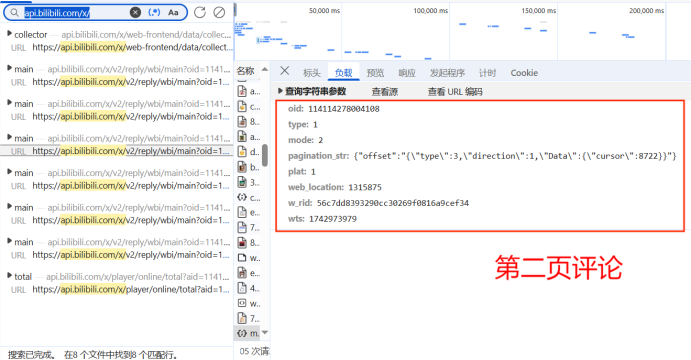 api.bilibili.com/x/
Aa
50,000 ms
100,000 ms
150,000 ms
200,000 ms
collector — api.bilibili.com/x/web-frontend/data/collec...
URL https://api.bilibili.com/x/web-frontend/data/collect...
main — api.bilibili.com/x/v2/reply/wbi/main?oid=1141...
URL https://api.bilibili.com/x/v2/reply/wbi/main?oid=1...
main — api.bilibili.com/x/v2/reply/wbi/main?oid=1141...
URL https://api.bilibili.com/x/v2/reply/wbi/main?oid=1...
main — api.bilibili.com/x/v2/reply/wbi/main?oid=1141...
URL https://api.bilibili.com/x/v2/reply/wbi/main?oid=1...
main — api.bilibili.com/x/v2/reply/wbi/main?oid=1141...
URL https://api.bilibili.com/x/v2/reply/wbi/main?oid=1...
main — api.bilibili.com/x/v2/reply/wbi/main?oid=1141...
URL https://api.bilibili.com/x/v2/reply/wbi/main?oid=1...
main — api.bilibili.com/x/v2/reply/wbi/main?oid=1141...
URL https://api.bilibili.com/x/v2/reply/wbi/main?oid=1...
total — api.bilibili.com/x/player/online/total?aid=1141...
URL https://api.bilibili.com/x/player/online/total?aid=1...
搜索已完成。 在8 个文件中找到8 个匹配行。
名称
a...
c...
8...
a...
d...
b...
3...
c...
e...
7...
8...
w...
e...
4...
w...
7...
m...
05 次请
标头 负载 预览 响应 发起程序 计时 Cookie
查询字符串参数 查看源 查看 URL 编码
oid: 114114278004108
type: 1
mode: 2
pagination_str: {"offset":"{\"type\":3,\"direction\":1,\"Data\":{\"cursor\":8722}}"}
plat: 1
web_location: 1315875
w_rid: 56c7dd8393290cc30269f0816a9cef34
wts: 1742973979
第二页评论